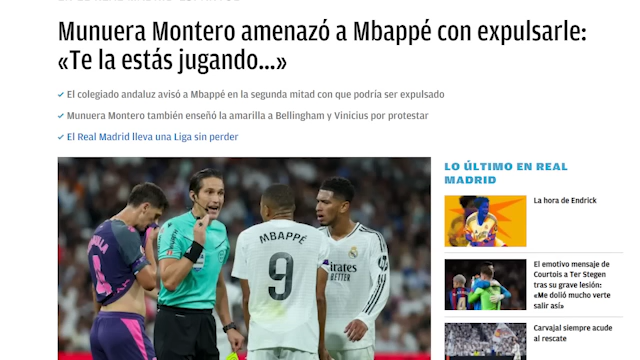 Munuera Montero amenazó a Mbappé con expulsarle:
«Te la estás jugando...»
El colegiado andaluz avisó a Mbappé en la segunda mitad con que podría ser expulsado
Munuera Montero también enseñó la amarilla a Bellingham y Vinicius por protestar
El Real Madrid lleva una Liga sin perder
MBAPPÉ
9
LO ÚLTIMO EN REAL
MADRID
La hora de Endrick
El emotivo mensaje de
Courtois a Ter Stegen
tras su grave lesión:
«Me dolió mucho verte
salir así»
Carvajal siempre acude
al rescate